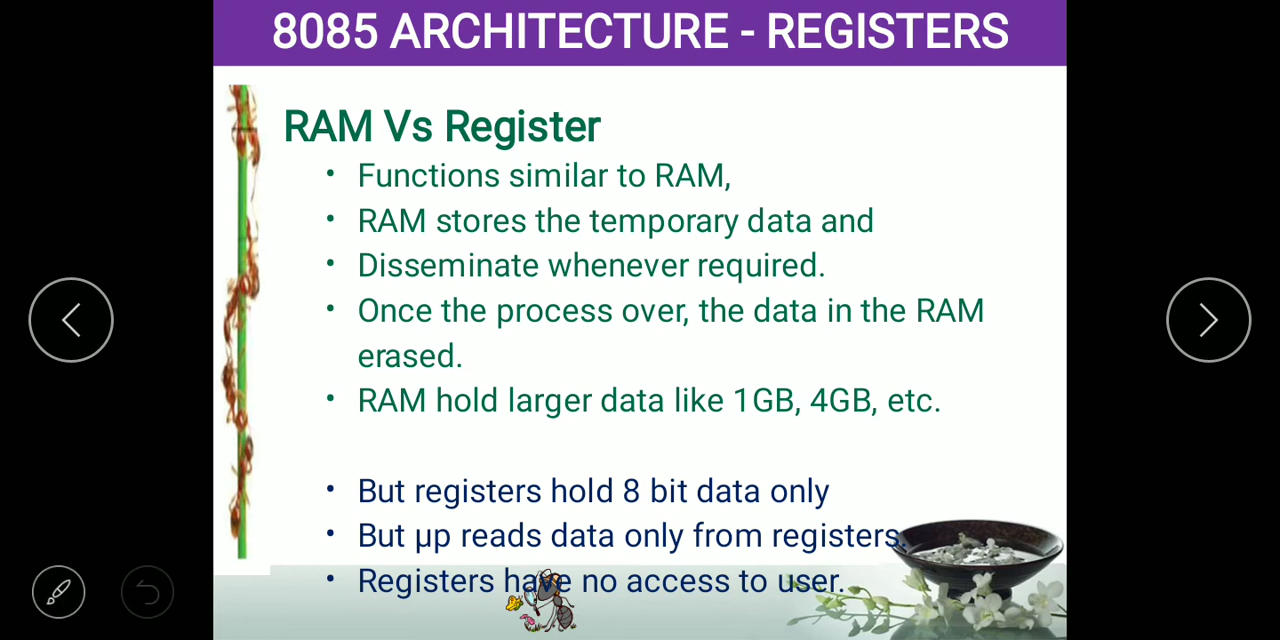 8085 ARCHITECTURE - REGISTERS
RAM Vs Register
• Functions similar to RAM,
• RAM stores the temporary data and
• Disseminate whenever required.
• Once the process over, the data in the RAM
erased.
• RAM hold larger data like 1GB, 4GB, etc.
• But registers hold 8 bit data only
• But µp reads data only from registers.
• Registers have no access to user.